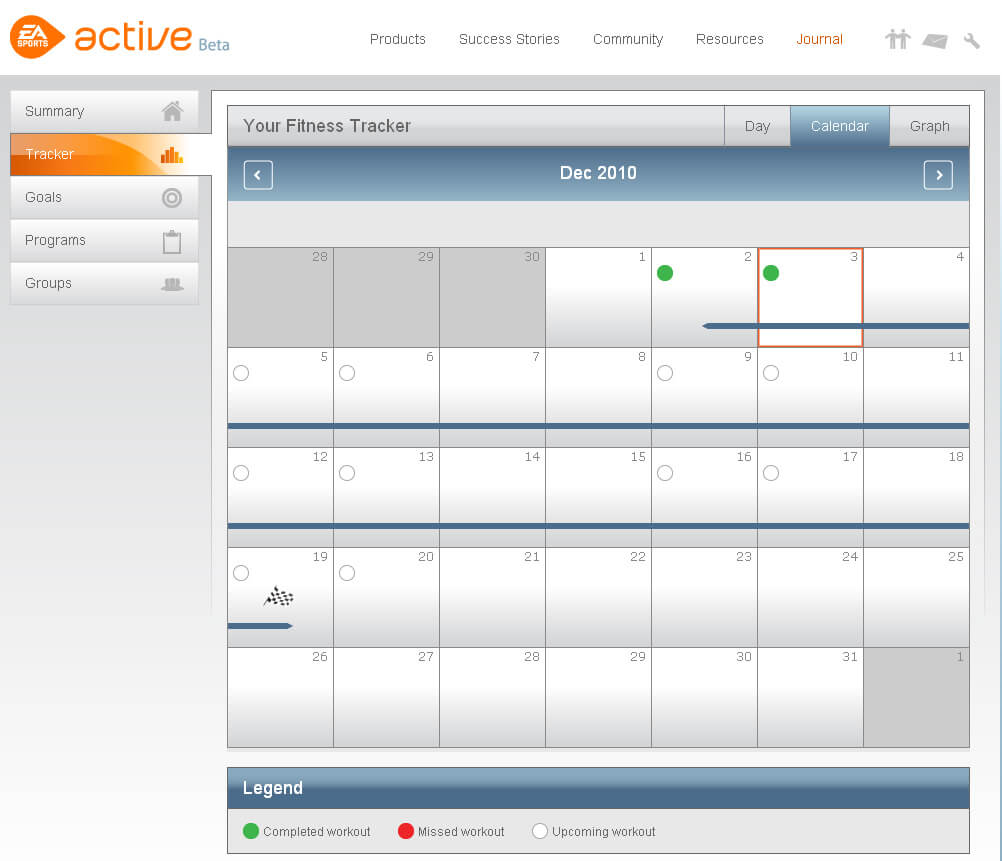 EA SPORTS active Beta
Products Success Stories Community Resources Journal
Summary
Tracker
Goals
Programs
Groups
Your Fitness Tracker Day Calendar Graph
< Dec 2010 >
28 29 30 1 2 3 4
5 6 7 8 9 10 11
12 13 14 15 16 17 18
19 20 21 22 23 24 25
26 27 28 29 30 31 1
Legend
Completed workout Missed workout Upcoming workout